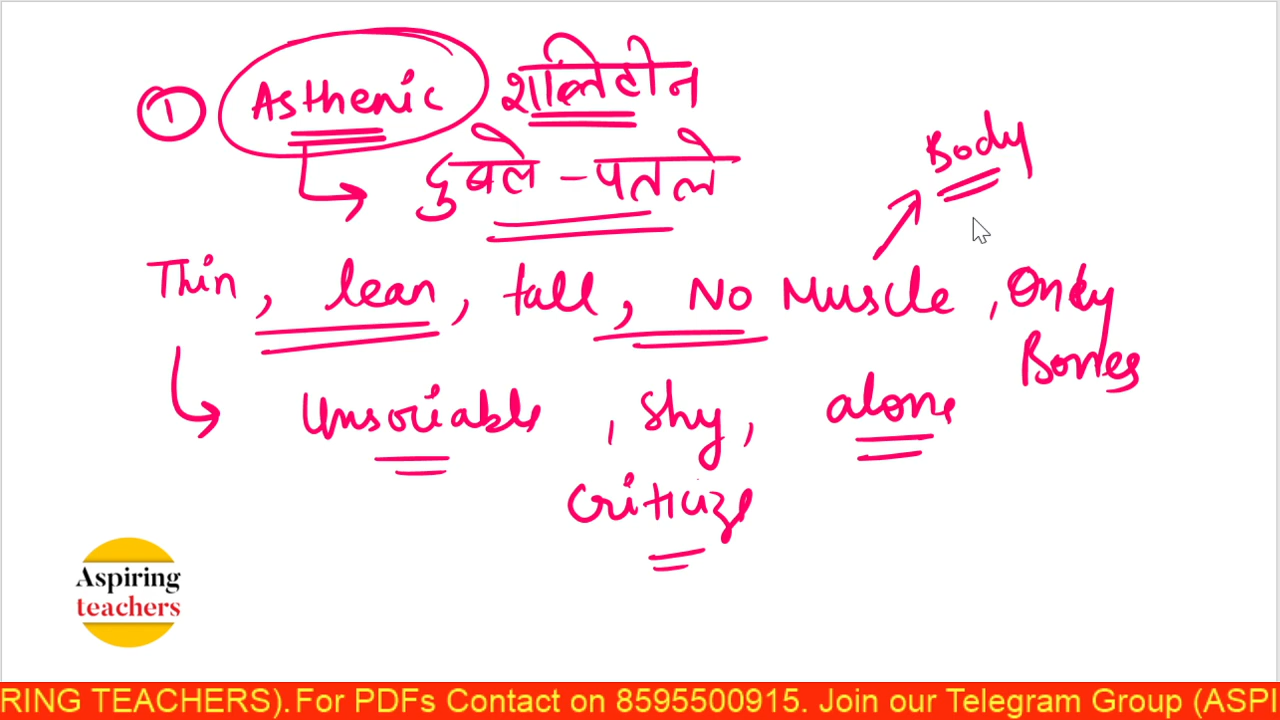 ① Asthenic शक्तिहीन
दुबले - पतले
Body
Thin, lean, tall, No Muscle, Only
Bones
Unsociable, Shy, alone
Criticize
Aspiring
teachers
RING TEACHERS).For PDFs Contact on 8595500915. Join our Telegram Group (ASPI